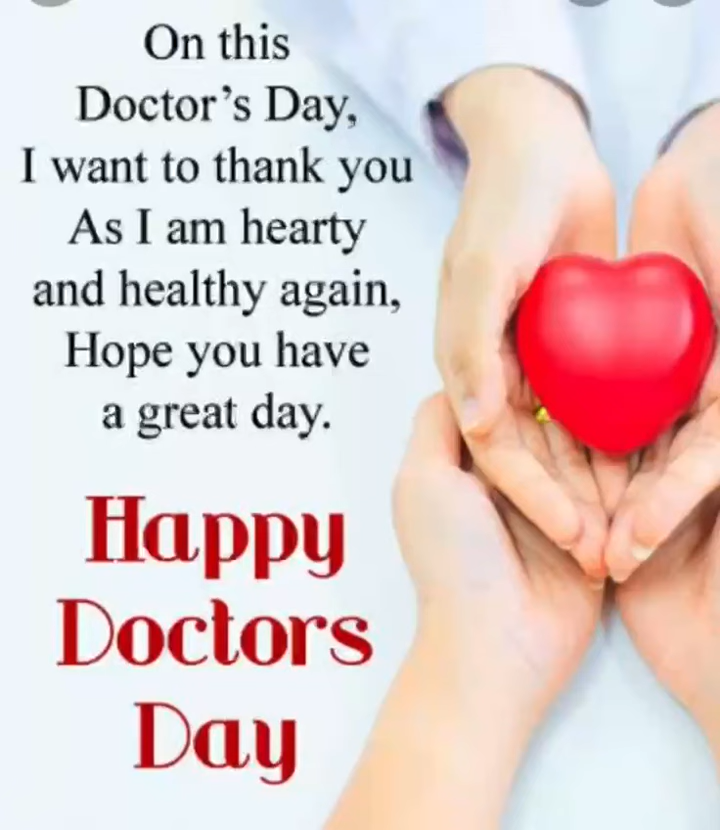 On this
Doctor's Day,
I want to thank you
As I am hearty
and healthy again,
Hope you have
a great day.
Happy
Doctors
Day